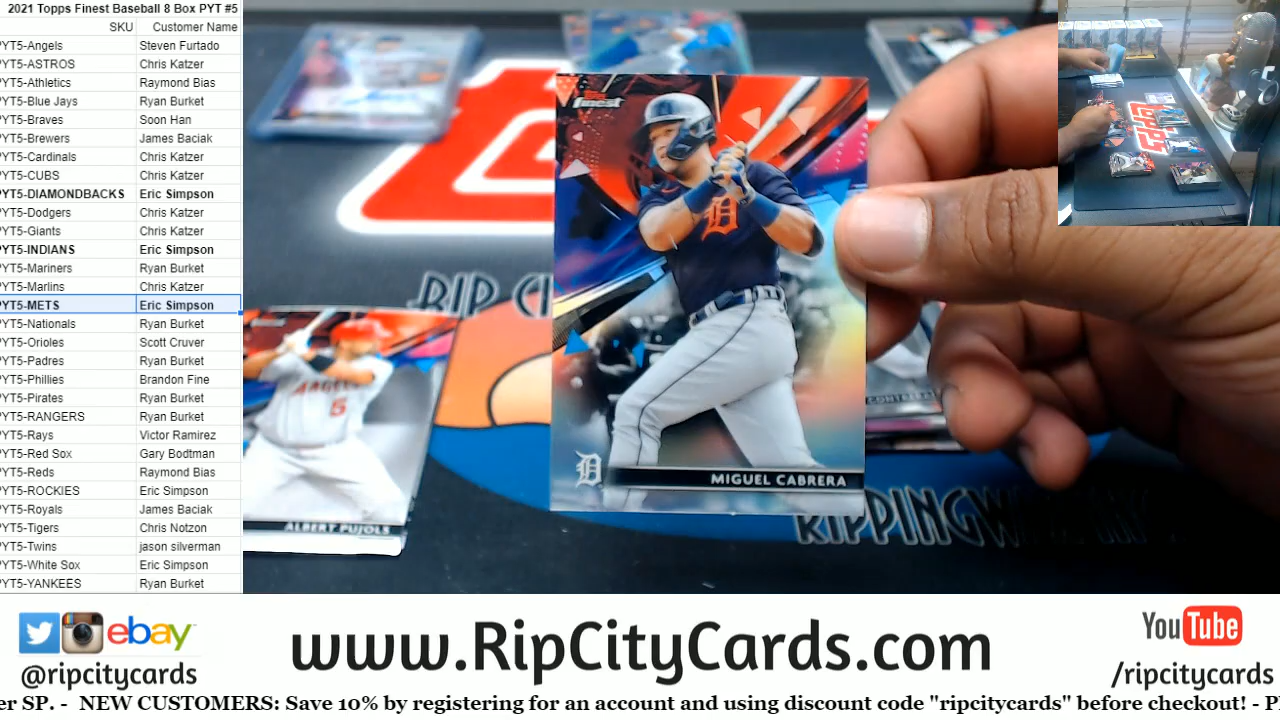 2021 Topps Finest Baseball 8 Box PYT #5
SKU Customer Name
PYT5-Angels Steven Furtado
PYT5-ASTROS Chris Katzer
PYT5-Athletics Raymond Bias
PYT5-Blue Jays Ryan Burket
PYT5-Braves Soon Han
PYT5-Brewers James Baciak
PYT5-Cardinals Chris Katzer
PYT5-CUBS Chris Katzer
PYT5-DIAMONDBACKS Eric Simpson
PYT5-Dodgers Chris Katzer
PYT5-Giants Chris Katzer
PYT5-INDIANS Eric Simpson
PYT5-Mariners Ryan Burket
PYT5-Marlins Chris Katzer
PYT5-METS Eric Simpson
PYT5-Nationals Ryan Burket
PYT5-Orioles Scott Cruver
PYT5-Padres Ryan Burket
PYT5-Phillies Brandon Fine
PYT5-Pirates Ryan Burket
PYT5-RANGERS Ryan Burket
PYT5-Rays Victor Ramirez
PYT5-Red Sox Gary Bodtman
PYT5-Reds Raymond Bias
PYT5-ROCKIES Eric Simpson
PYT5-Royals James Baciak
PYT5-Tigers Chris Notzon
PYT5-Twins jason silverman
PYT5-White Sox Eric Simpson
PYT5-YANKEES Ryan Burket
finest
D
D
MIGUEL CABRERA
RIP CI
ANGELS
5
ALBERT PUJOLS
RIPPINGW
Topps
ebay
@ripcitycards
www.RipCityCards.com
YouTube
/ripcitycards
er SP. - NEW CUSTOMERS: Save 10% by registering for an account and using discount code "ripcitycards" before checkout! - P